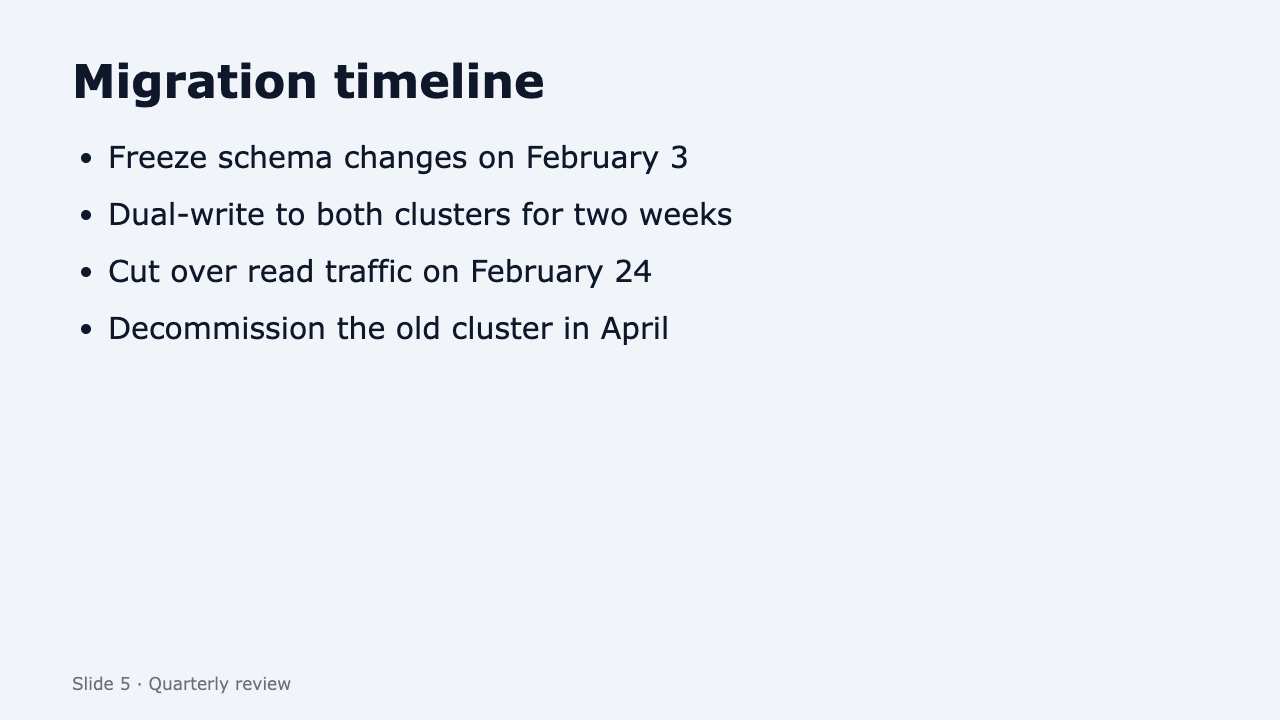 Migration timeline
• Freeze schema changes on February 3
• Dual-write to both clusters for two weeks
• Cut over read traffic on February 24
• Decommission the old cluster in April
Slide 5 · Quarterly review